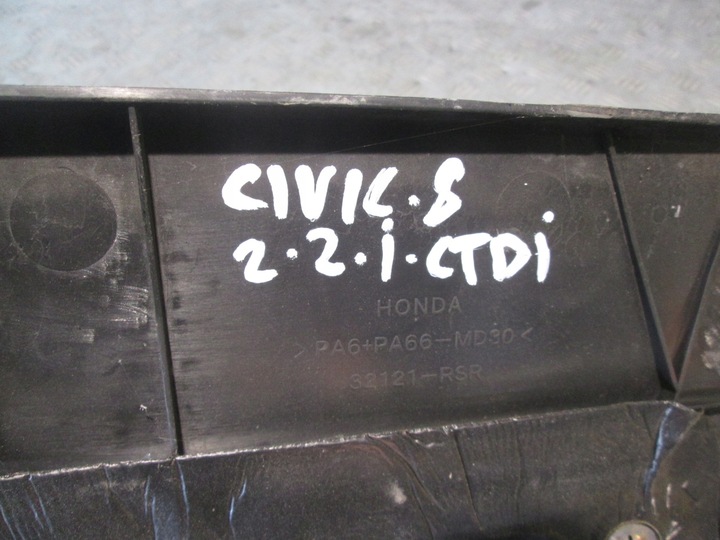 CIVIC.8
2.2.i.CTDi
HONDA
>PA6+PA66-MD30<
32121-RSR